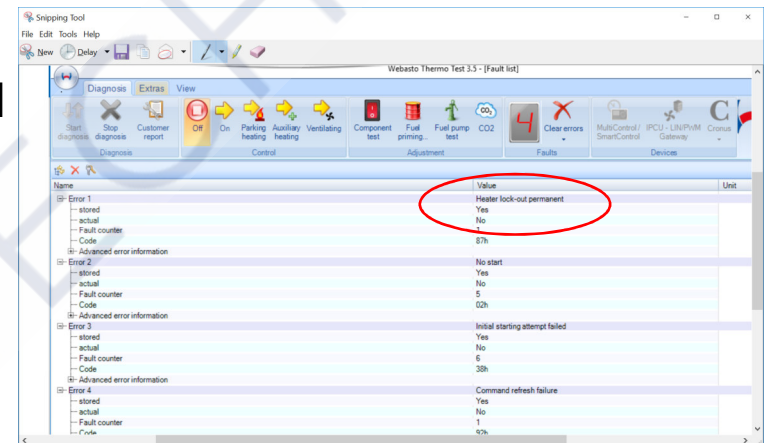 Snipping Tool
File Edit Tools Help
New Delay
Webasto Thermo Test 3.5 - [Fault list]
Diagnosis Extras View
Start diagnosis Stop diagnosis Customer report Off On Parking heating Auxiliary heating Ventilating Component test Fuel priming... Fuel pump test CO2 Clear errors MultiControl / SmartControl IPCU - LIN/PWM Gateway Cronus
Diagnosis Control Adjustment Faults Devices
Name Value Unit
Error 1 Heater lock-out permanent
stored Yes
actual No
Fault counter 1
Code 87h
Advanced error information
Error 2 No start
stored Yes
actual No
Fault counter 5
Code 02h
Advanced error information
Error 3 Initial starting attempt failed
stored Yes
actual No
Fault counter 6
Code 38h
Advanced error information
Error 4 Command refresh failure
stored Yes
actual No
Fault counter 1
Code 92h